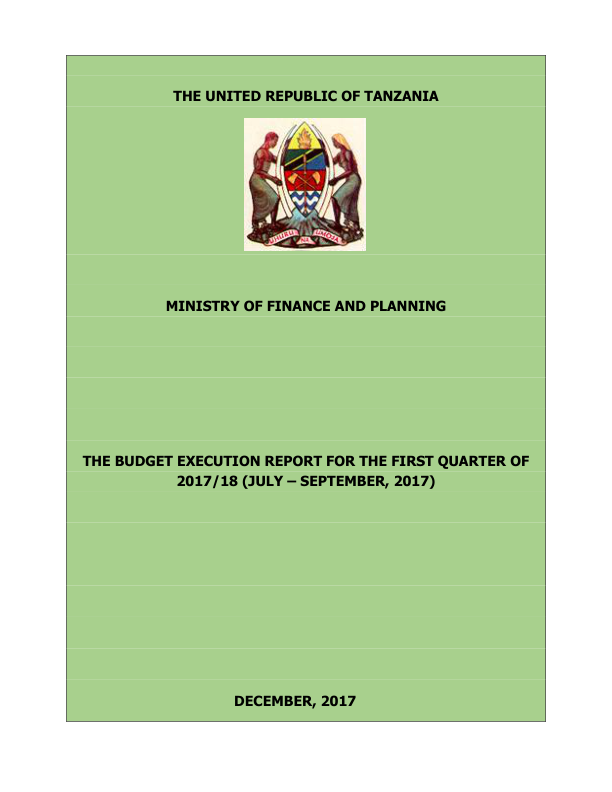 THE UNITED REPUBLIC OF TANZANIA
UHURU NA UMOJA
MINISTRY OF FINANCE AND PLANNING
THE BUDGET EXECUTION REPORT FOR THE FIRST QUARTER OF
2017/18 (JULY – SEPTEMBER, 2017)
DECEMBER, 2017